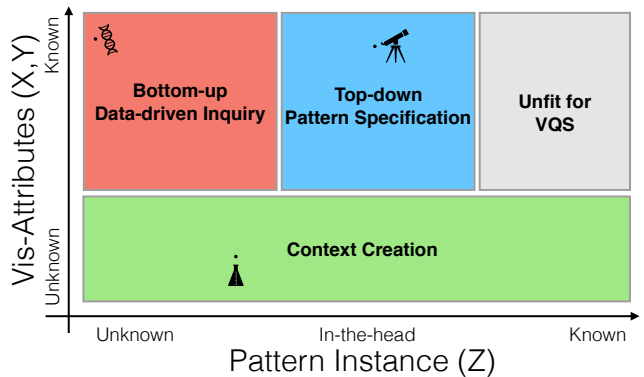 Vis-Attributes (X,Y)
Known
Unknown
Bottom-up
Data-driven Inquiry
Top-down
Pattern Specification
Unfit for
VQS
Context Creation
Unknown
In-the-head
Known
Pattern Instance (Z)